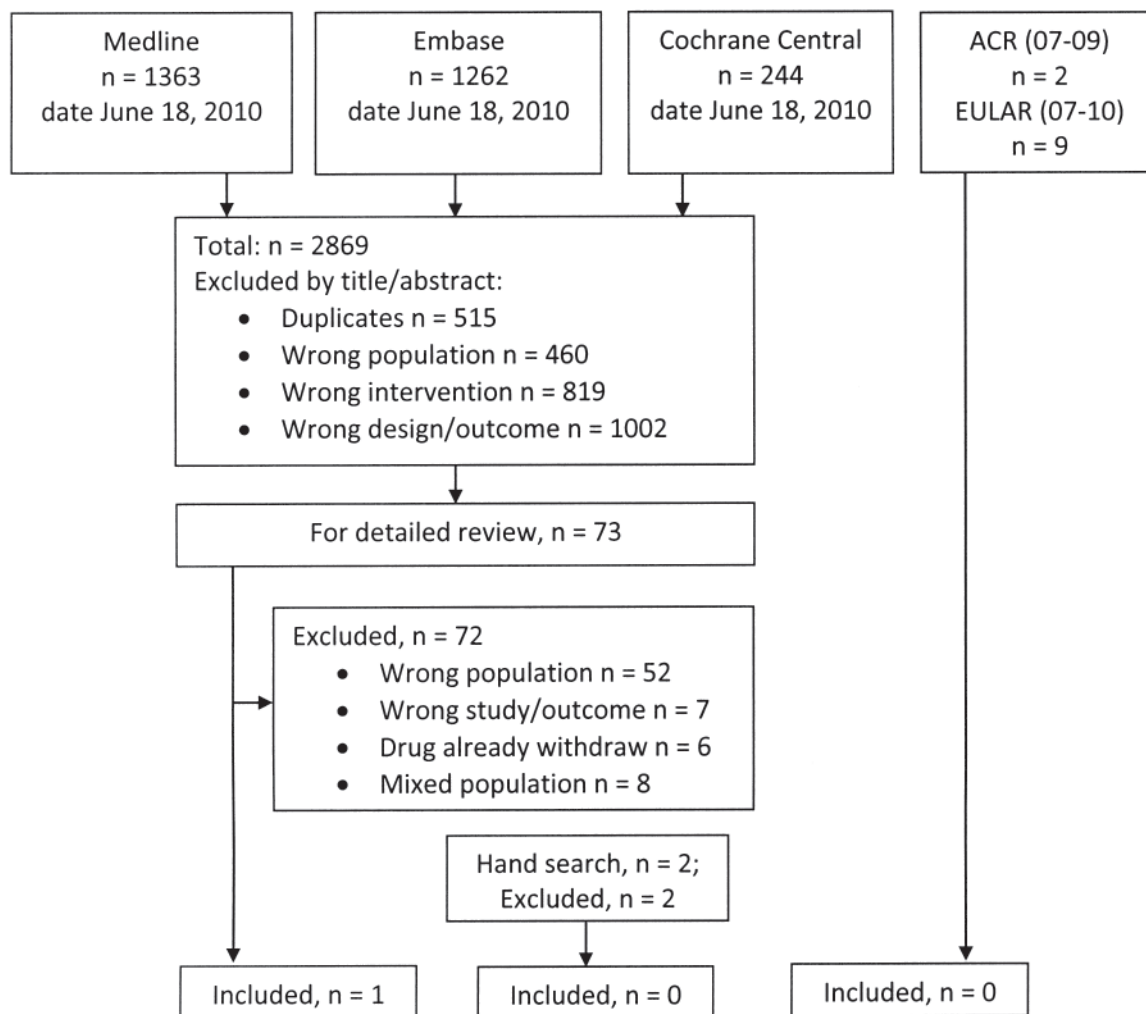 Medline
n = 1363
date June 18, 2010
Embase
n = 1262
date June 18, 2010
Cochrane Central
n = 244
date June 18, 2010
ACR (07-09)
n = 2
EULAR (07-10)
n = 9
Total: n = 2869
Excluded by title/abstract:
• Duplicates n = 515
• Wrong population n = 460
• Wrong intervention n = 819
• Wrong design/outcome n = 1002
For detailed review, n = 73
Excluded, n = 72
• Wrong population n = 52
• Wrong study/outcome n = 7
• Drug already withdraw n = 6
• Mixed population n = 8
Hand search, n = 2;
Excluded, n = 2
Included, n = 1
Included, n = 0
Included, n = 0